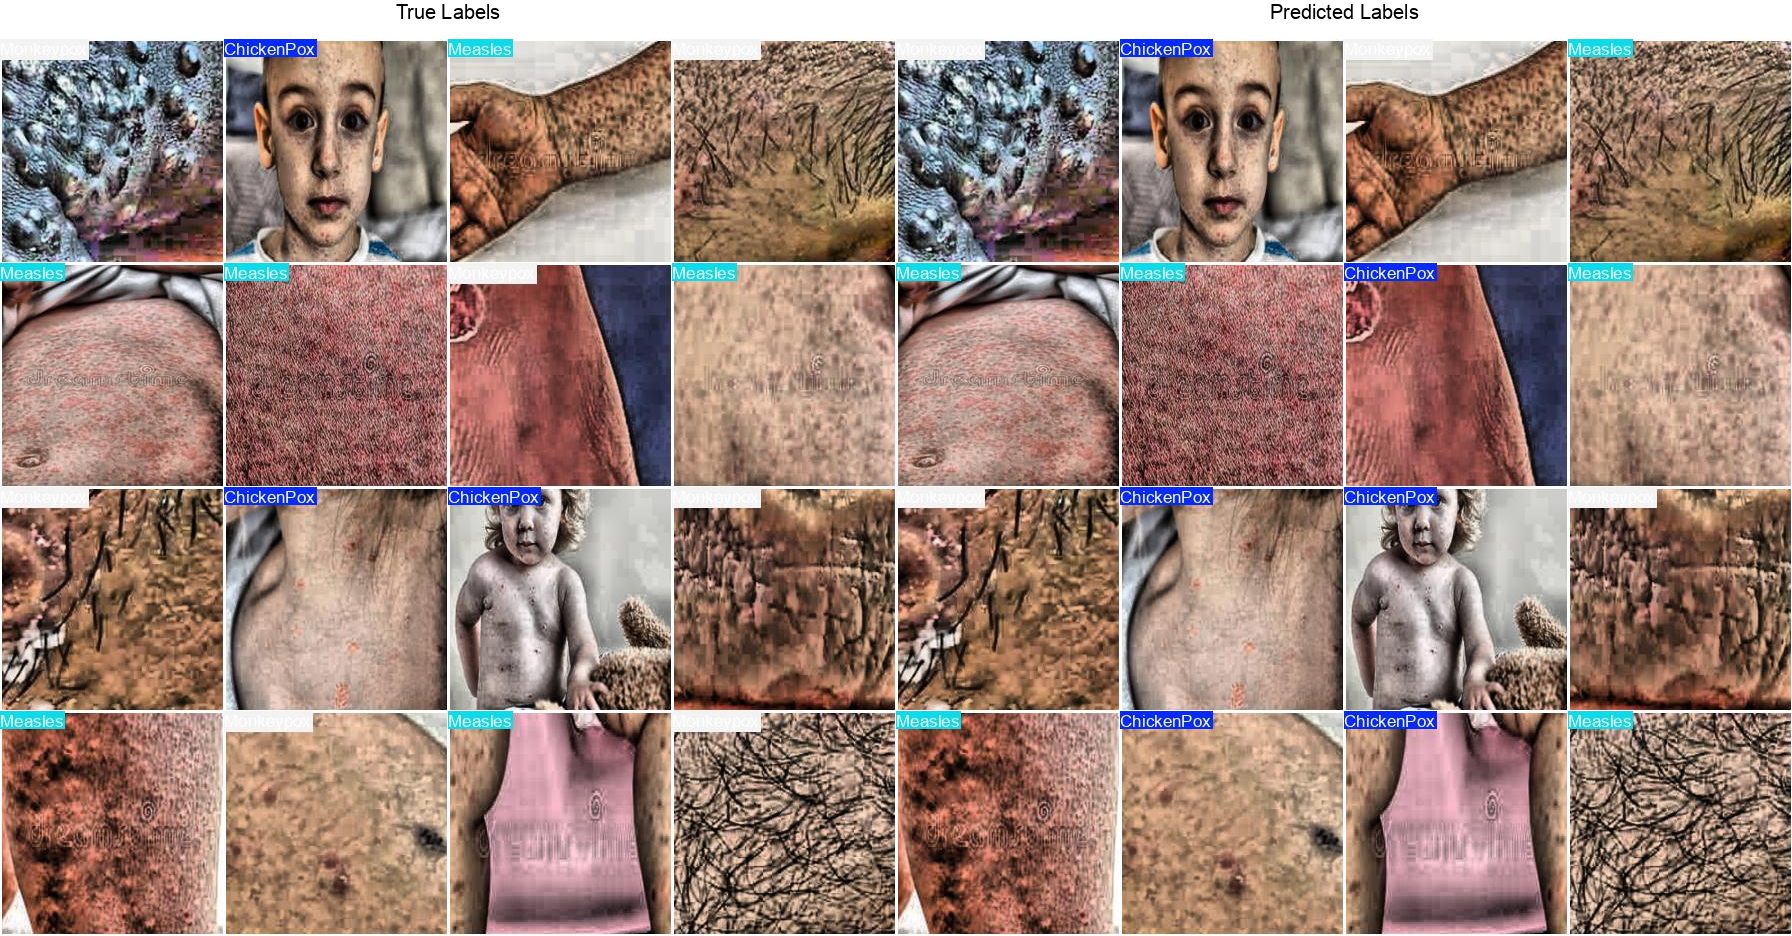 True Labels Predicted Labels
Monkeypox ChickenPox Measles Monkeypox Monkeypox ChickenPox Monkeypox Measles
Measles Measles Monkeypox Measles Measles Measles ChickenPox Measles
Monkeypox ChickenPox ChickenPox Monkeypox Monkeypox ChickenPox ChickenPox Monkeypox
Measles Monkeypox Measles Monkeypox Measles ChickenPox ChickenPox Measles